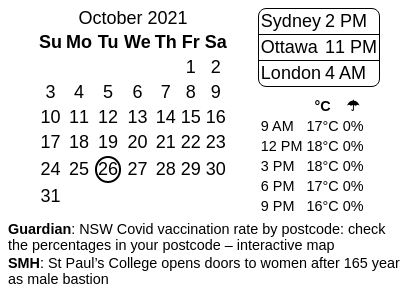 October 2021
Su Mo Tu We Th Fr Sa
1 2
3 4 5 6 7 8 9
10 11 12 13 14 15 16
17 18 19 20 21 22 23
24 25 26 27 28 29 30
31
Sydney 2 PM
Ottawa 11 PM
London 4 AM
°C ☂
9 AM 17°C 0%
12 PM 18°C 0%
3 PM 18°C 0%
6 PM 17°C 0%
9 PM 16°C 0%
Guardian: NSW Covid vaccination rate by postcode: check
the percentages in your postcode – interactive map
SMH: St Paul’s College opens doors to women after 165 year
as male bastion